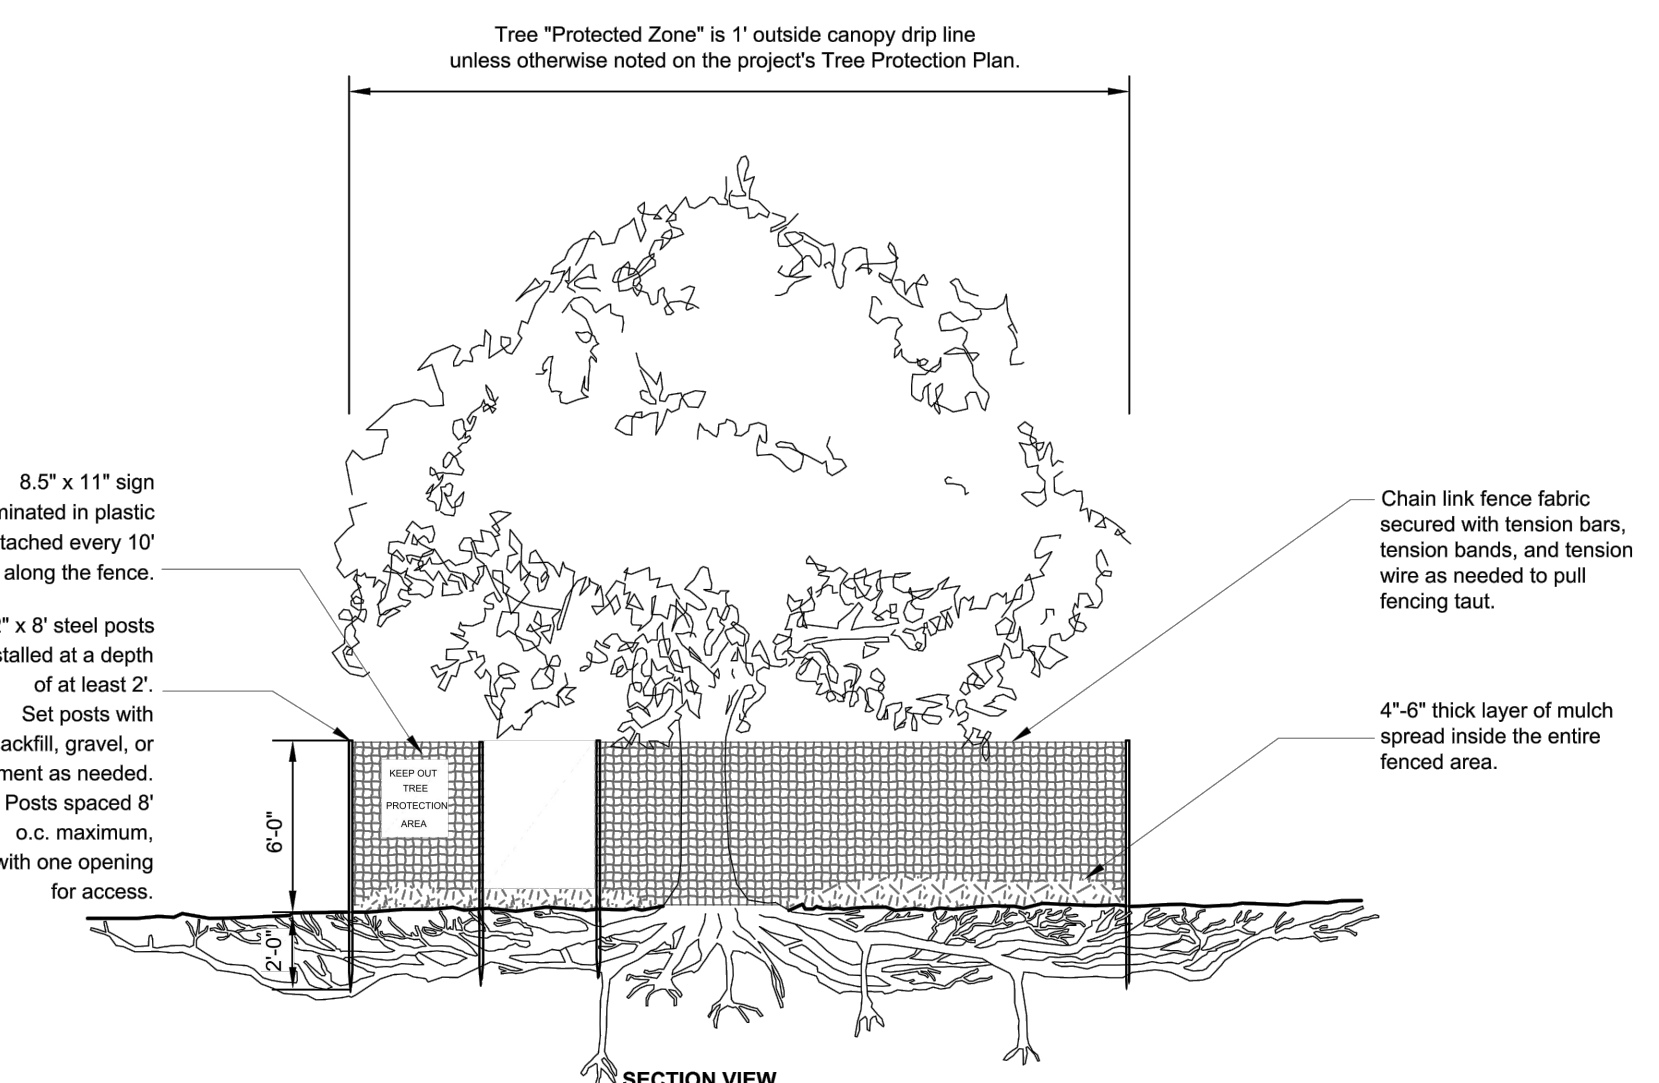 Tree "Protected Zone" is 1' outside canopy drip line
unless otherwise noted on the project's Tree Protection Plan.
8.5" x 11" sign
minated in plastic
tached every 10'
along the fence.
" x 8' steel posts
stalled at a depth
of at least 2'.
Set posts with
ackfill, gravel, or
ment as needed.
Posts spaced 8'
o.c. maximum,
with one opening
for access.
Chain link fence fabric
secured with tension bars,
tension bands, and tension
wire as needed to pull
fencing taut.
4"-6" thick layer of mulch
spread inside the entire
fenced area.
KEEP OUT
TREE
PROTECTION
AREA
6'-0"
2'-0"
SECTION VIEW